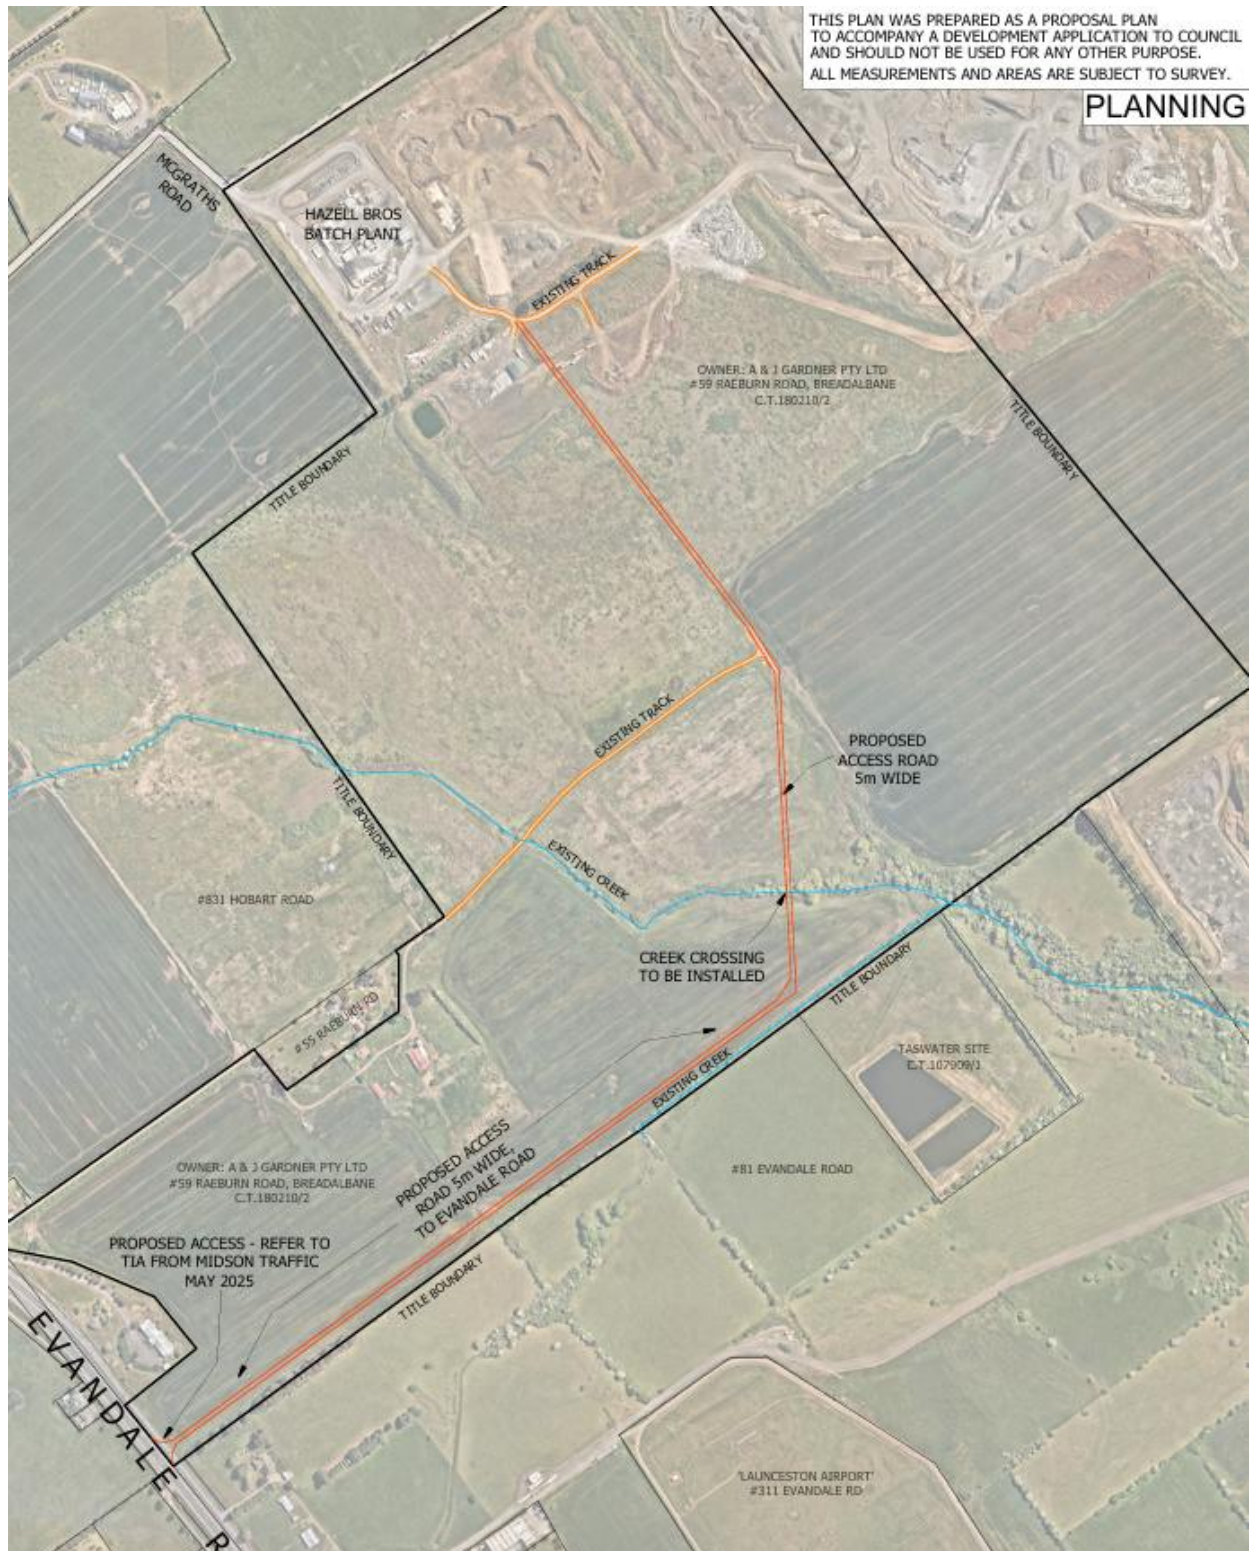 THIS PLAN WAS PREPARED AS A PROPOSAL PLAN
TO ACCOMPANY A DEVELOPMENT APPLICATION TO COUNCIL
AND SHOULD NOT BE USED FOR ANY OTHER PURPOSE.
ALL MEASUREMENTS AND AREAS ARE SUBJECT TO SURVEY.
PLANNING
MCGRATHS
ROAD
HAZELL BROS
BATCH PLANT
EXISTING TRACK
OWNER: A & J GARDNER PTY LTD
#59 RAEBURN ROAD, BREADALBANE
C.T.180210/2
TITLE BOUNDARY
TITLE BOUNDARY
EXISTING TRACK
PROPOSED
ACCESS ROAD
5m WIDE
TITLE BOUNDARY
EXISTING CREEK
#831 HOBART ROAD
CREEK CROSSING
TO BE INSTALLED
TITLE BOUNDARY
#55 RAEBURN RD
TASWATER SITE
C.T.107909/1
EXISTING CREEK
PROPOSED ACCESS
ROAD 5m WIDE,
TO EVANDALE ROAD
#81 EVANDALE ROAD
OWNER: A & J GARDNER PTY LTD
#59 RAEBURN ROAD, BREADALBANE
C.T.180210/2
PROPOSED ACCESS - REFER TO
TIA FROM MIDSON TRAFFIC
MAY 2025
TITLE BOUNDARY
EVANDALE R
'LAUNCESTON AIRPORT'
#311 EVANDALE RD